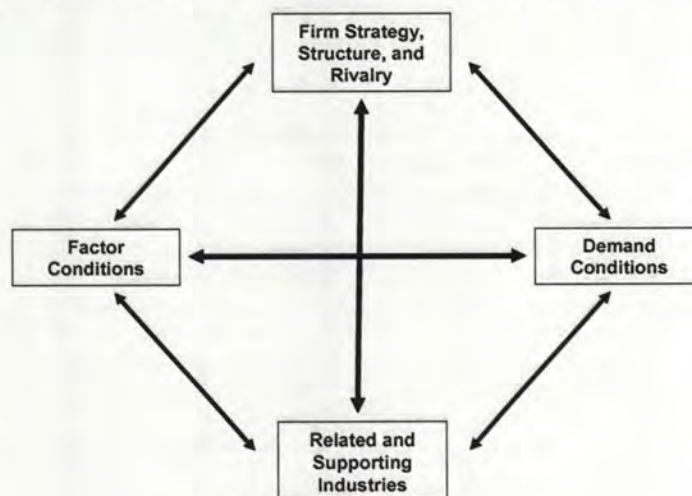 Firm Strategy,
Structure, and
Rivalry
Factor
Conditions
Demand
Conditions
Related and
Supporting
Industries